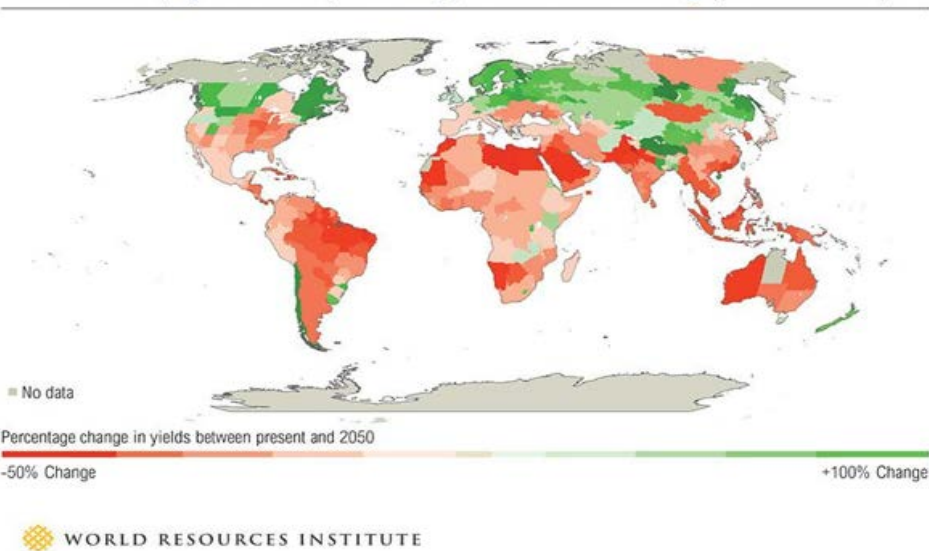 No data
Percentage change in yields between present and 2050
-50% Change
+100% Change
WORLD RESOURCES INSTITUTE